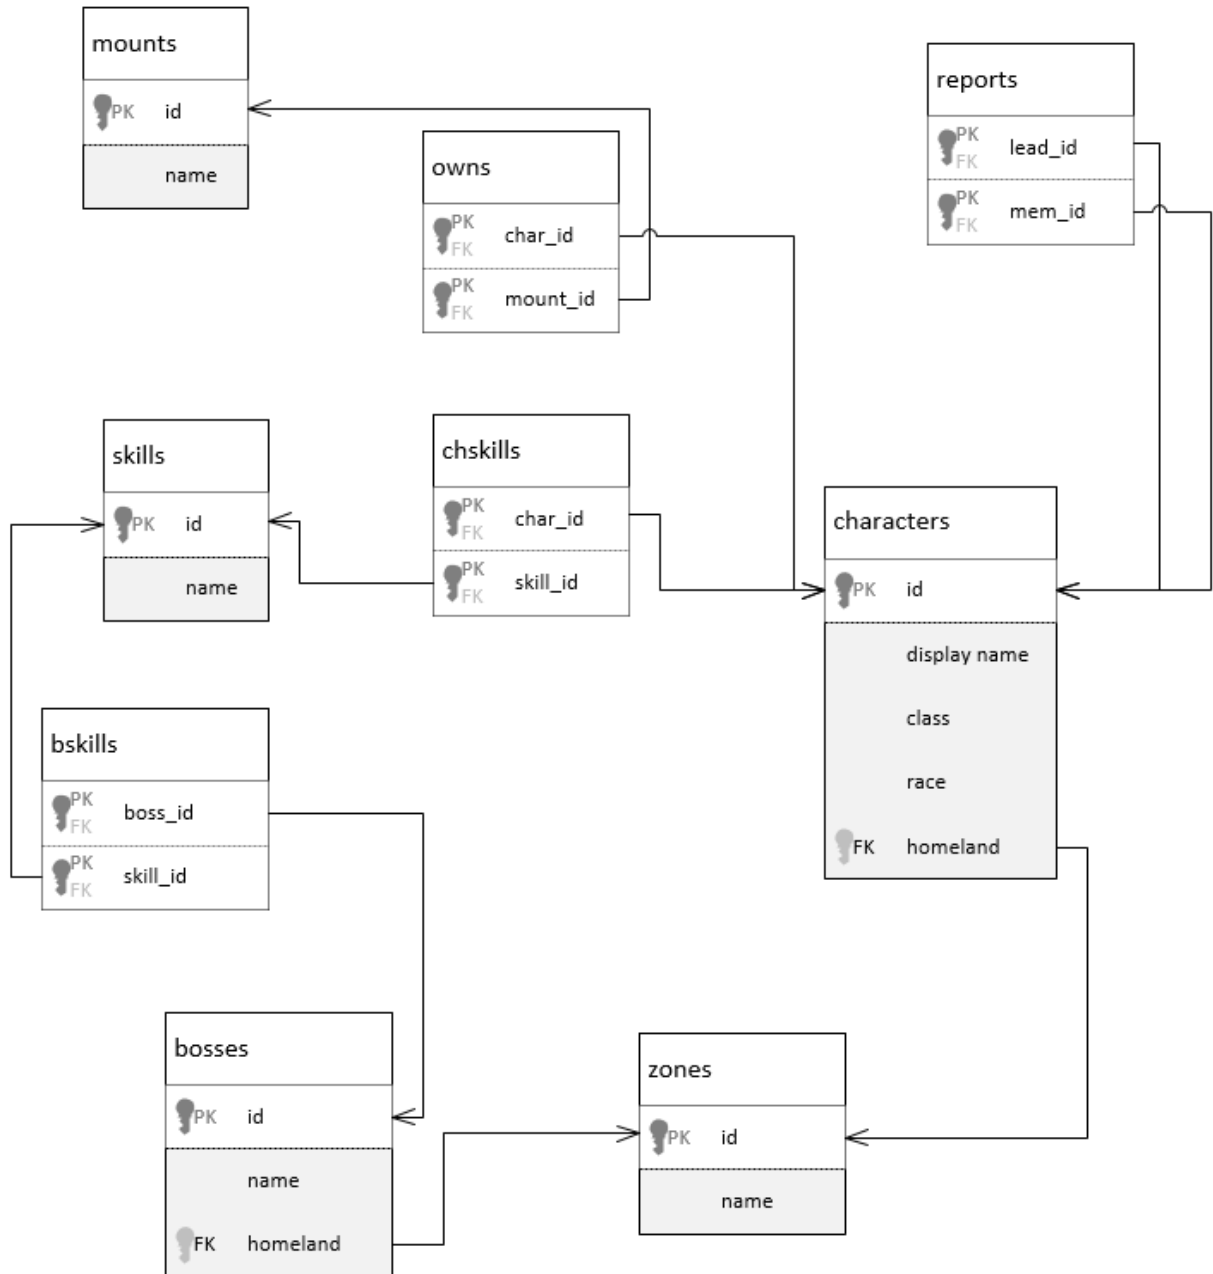 mounts
PK id
name
reports
PK
FK lead_id
PK
FK mem_id
owns
PK
FK char_id
PK
FK mount_id
skills
PK id
name
chskills
PK
FK char_id
PK
FK skill_id
characters
PK id
display name
class
race
FK homeland
bskills
PK
FK boss_id
PK
FK skill_id
bosses
PK id
name
FK homeland
zones
PK id
name